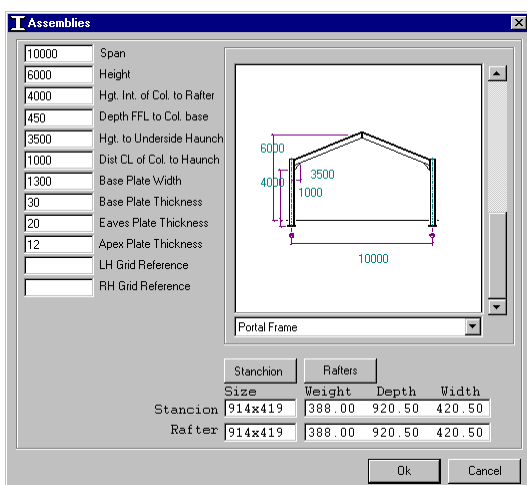 Assemblies
10000 Span
6000 Height
4000 Hgt. Int. of Col. to Rafter
450 Depth FFL to Col. base
3500 Hgt. to Underside Haunch
1000 Dist CL of Col. to Haunch
1300 Base Plate Width
30 Base Plate Thickness
20 Eaves Plate Thickness
12 Apex Plate Thickness
LH Grid Reference
RH Grid Reference
6000
4000
3500
1000
10000
Portal Frame
Stanchion Rafters
Size Weight Depth Width
Stancion 914x419 388.00 920.50 420.50
Rafter 914x419 388.00 920.50 420.50
Ok Cancel